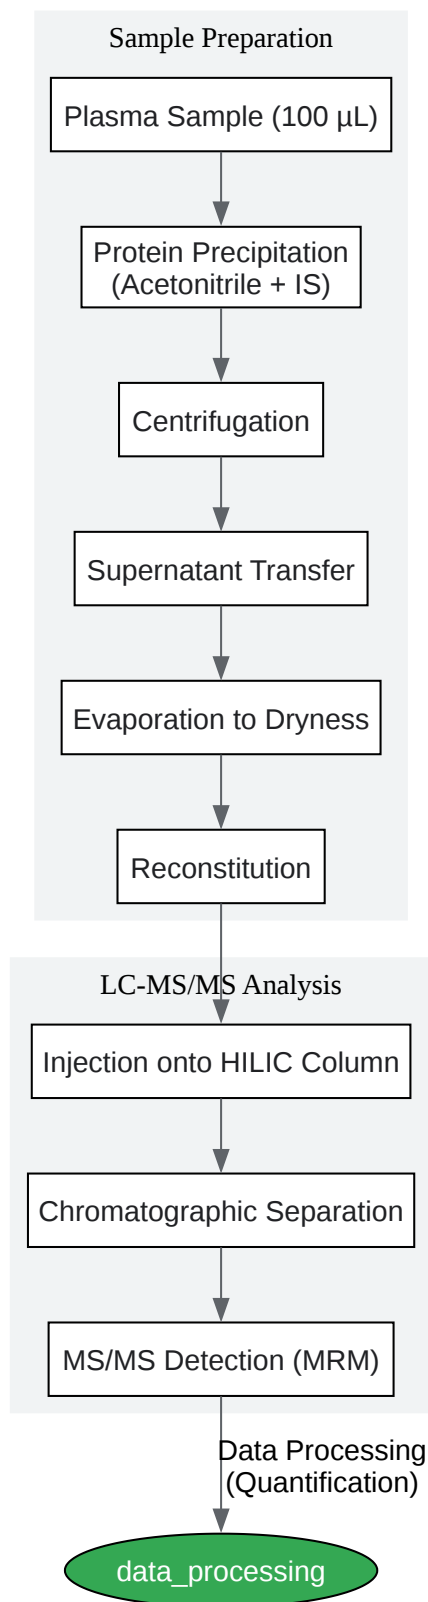 Sample Preparation
Plasma Sample (100 µL)
Protein Precipitation
(Acetonitrile + IS)
Centrifugation
Supernatant Transfer
Evaporation to Dryness
Reconstitution
LC-MS/MS Analysis
Injection onto HILIC Column
Chromatographic Separation
MS/MS Detection (MRM)
Data Processing
(Quantification)
data_processing